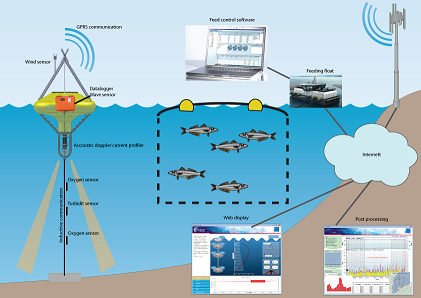 GPRS communication
Feed control software
Wind sensor
Feeding float
Datalogger
Wave sensor
Accoustic doppler current profiler
Internett
Oxygen sensor
Turbidit sensor
Oxygen sensor
Inductive communication
Web display
Post processing